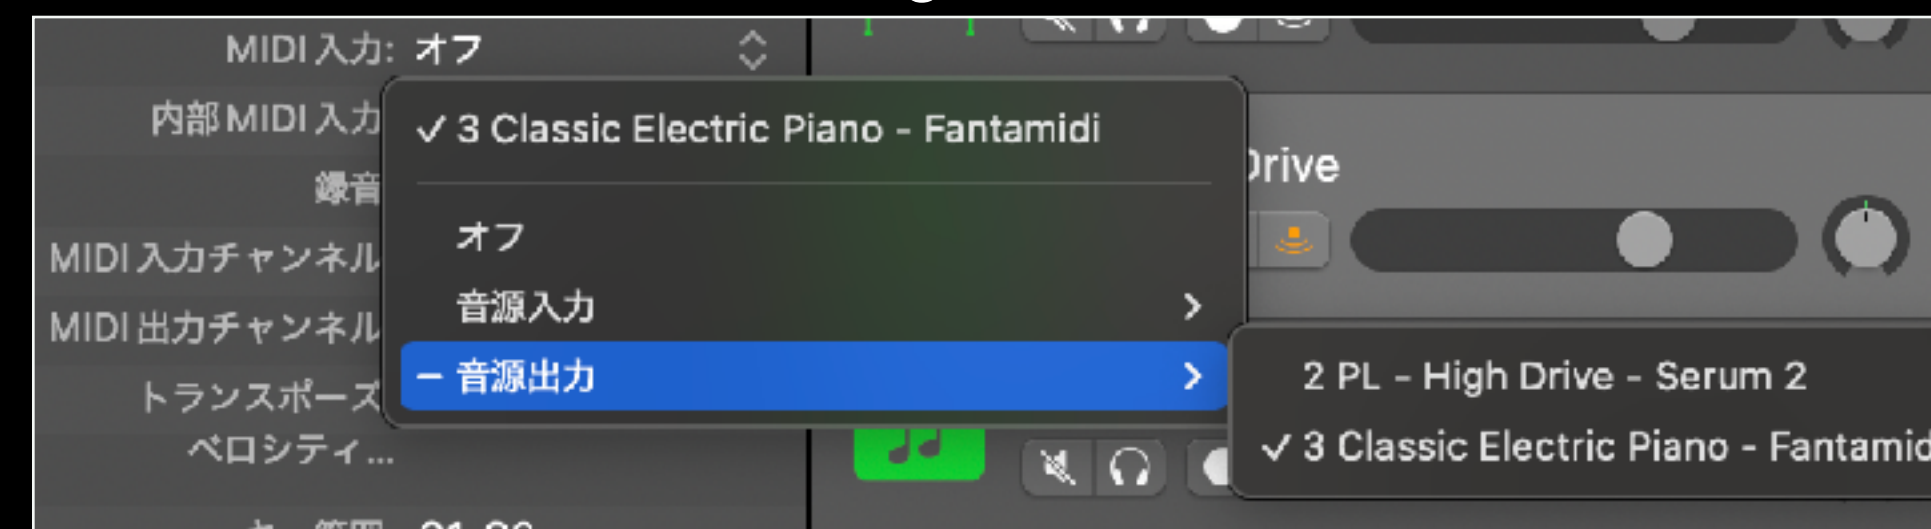 MIDI 入力: オフ
内部 MIDI 入力
✓ 3 Classic Electric Piano - Fantamidi
Drive
録音
オフ
MIDI 入力チャンネル
音源入力
MIDI 出力チャンネル
音源出力
トランスポーズ
2 PL - High Drive - Serum 2
ベロシティ...
✓ 3 Classic Electric Piano - Fantamid